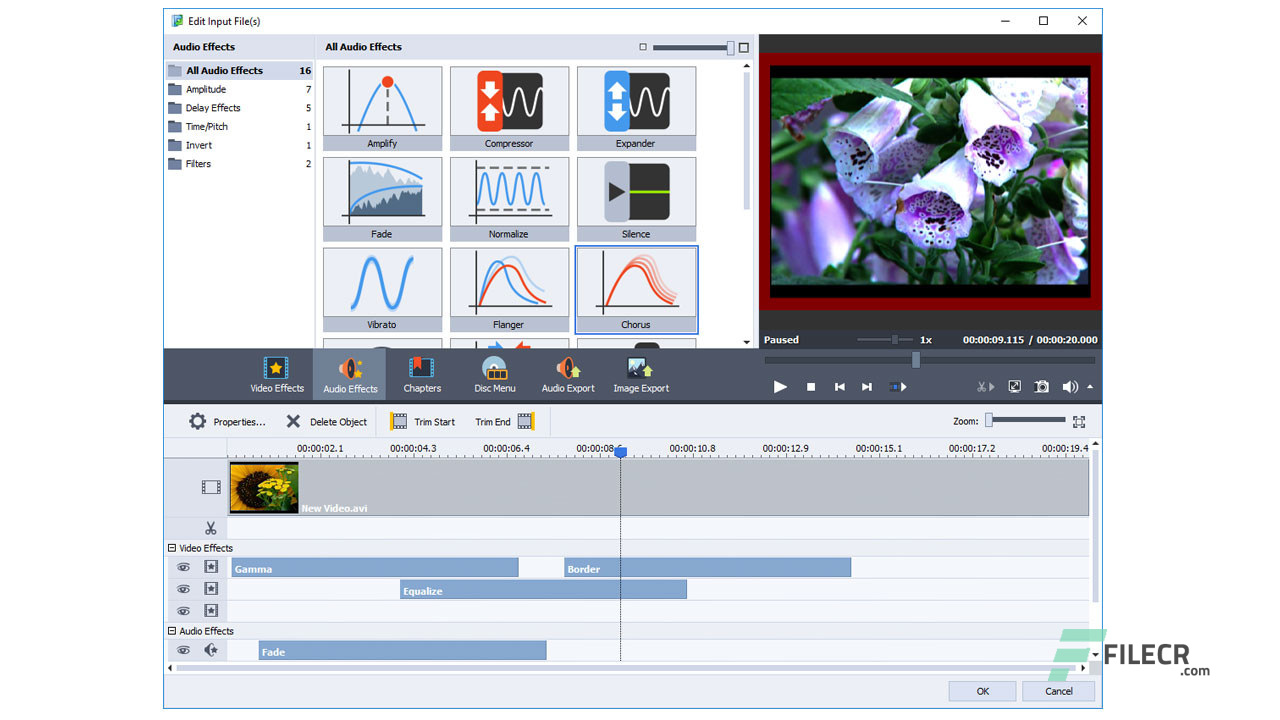 Edit Input File(s)
Audio Effects
All Audio Effects 16
Amplitude 7
Delay Effects 5
Time/Pitch 1
Invert 1
Filters 2
All Audio Effects
Amplify
Compressor
Expander
Fade
Normalize
Silence
Vibrato
Flanger
Chorus
Paused
1x
00:00:09.115 / 00:00:20.000
Video Effects
Audio Effects
Chapters
Disc Menu
Audio Export
Image Export
Properties...
Delete Object
Trim Start
Trim End
Zoom:
00:00:02.1
00:00:04.3
00:00:06.4
00:00:08
00:00:10.8
00:00:12.9
00:00:15.1
00:00:17.2
00:00:19.4
New Video.avi
Video Effects
Gamma
Border
Equalize
Audio Effects
Fade
OK
Cancel
FILECR
.com